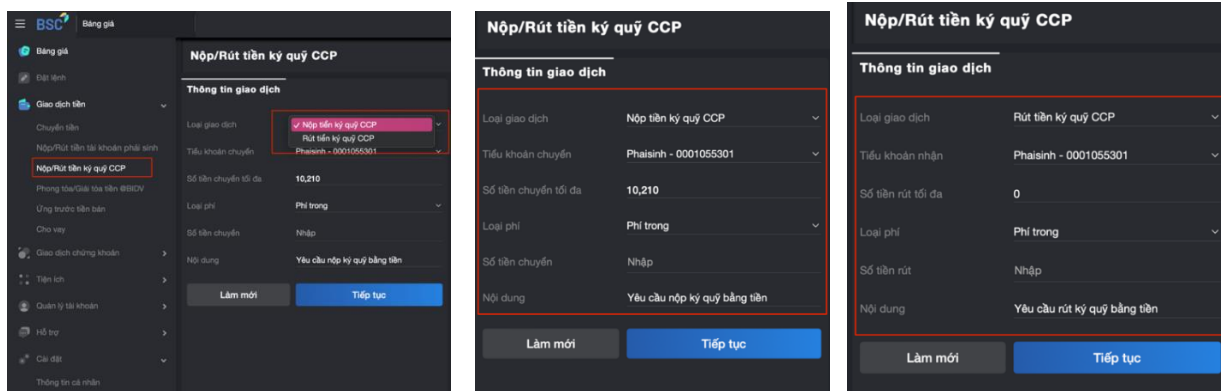 BSC Bảng giá
Bảng giá
Đặt lệnh
Giao dịch tiền
Chuyển tiền
Nộp/Rút tiền tài khoản phái sinh
Nộp/Rút tiền ký quỹ CCP
Phong tỏa/Giải tỏa tiền @BIDV
Ứng trước tiền bán
Cho vay
Giao dịch chứng khoán
Tiện ích
Quản lý tài khoản
Hỗ trợ
Cài đặt
Thông tin cá nhân
Nộp/Rút tiền ký quỹ CCP
Thông tin giao dịch
Loại giao dịch
Nộp tiền ký quỹ CCP
Rút tiền ký quỹ CCP
Tiểu khoản chuyển Phaisinh - 0001055301
Số tiền chuyển tối đa 10,210
Loại phí Phí trong
Số tiền chuyển Nhập
Nội dung Yêu cầu nộp ký quỹ bằng tiền
Làm mới Tiếp tục
Nộp/Rút tiền ký quỹ CCP
Thông tin giao dịch
Loại giao dịch Nộp tiền ký quỹ CCP
Tiểu khoản chuyển Phaisinh - 0001055301
Số tiền chuyển tối đa 10,210
Loại phí Phí trong
Số tiền chuyển Nhập
Nội dung Yêu cầu nộp ký quỹ bằng tiền
Làm mới Tiếp tục
Nộp/Rút tiền ký quỹ CCP
Thông tin giao dịch
Loại giao dịch Rút tiền ký quỹ CCP
Tiểu khoản nhận Phaisinh - 0001055301
Số tiền rút tối đa 0
Loại phí Phí trong
Số tiền rút Nhập
Nội dung Yêu cầu rút ký quỹ bằng tiền
Làm mới Tiếp tục